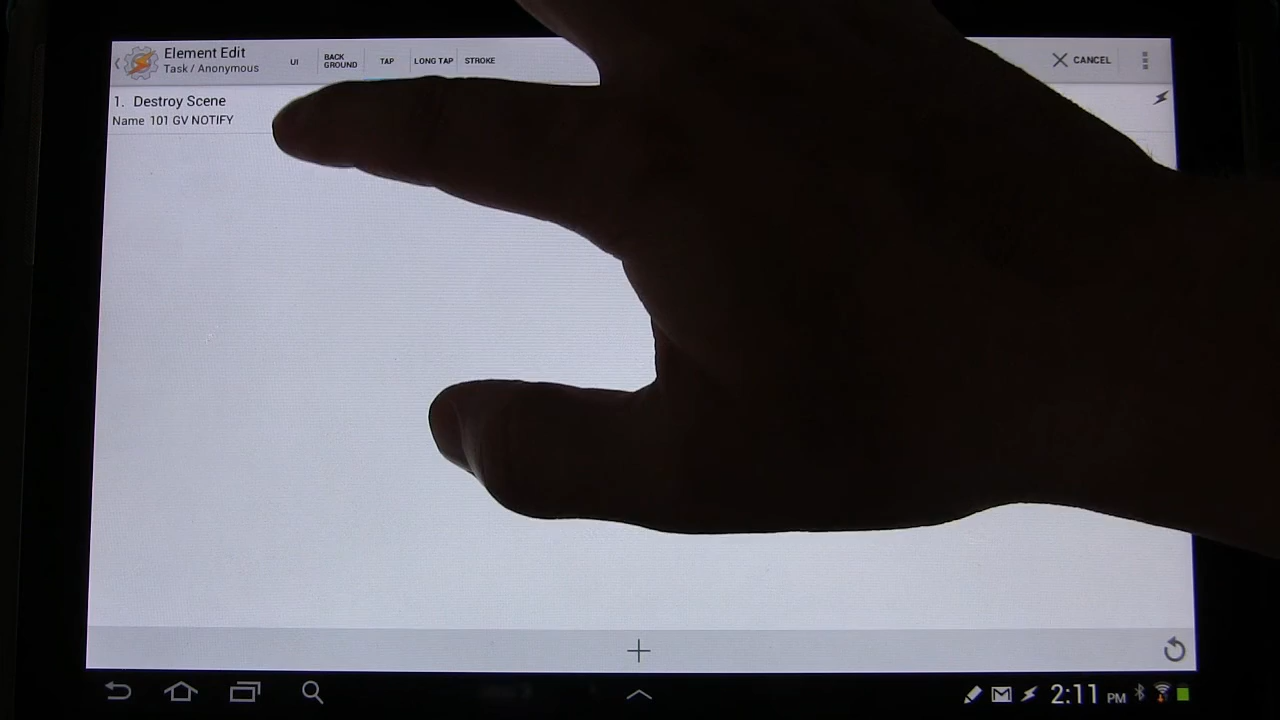 Element Edit
Task / Anonymous
UI
BACK
GROUND
TAP
LONG TAP
STROKE
CANCEL
1. Destroy Scene
Name 101 GV NOTIFY
2:11 PM